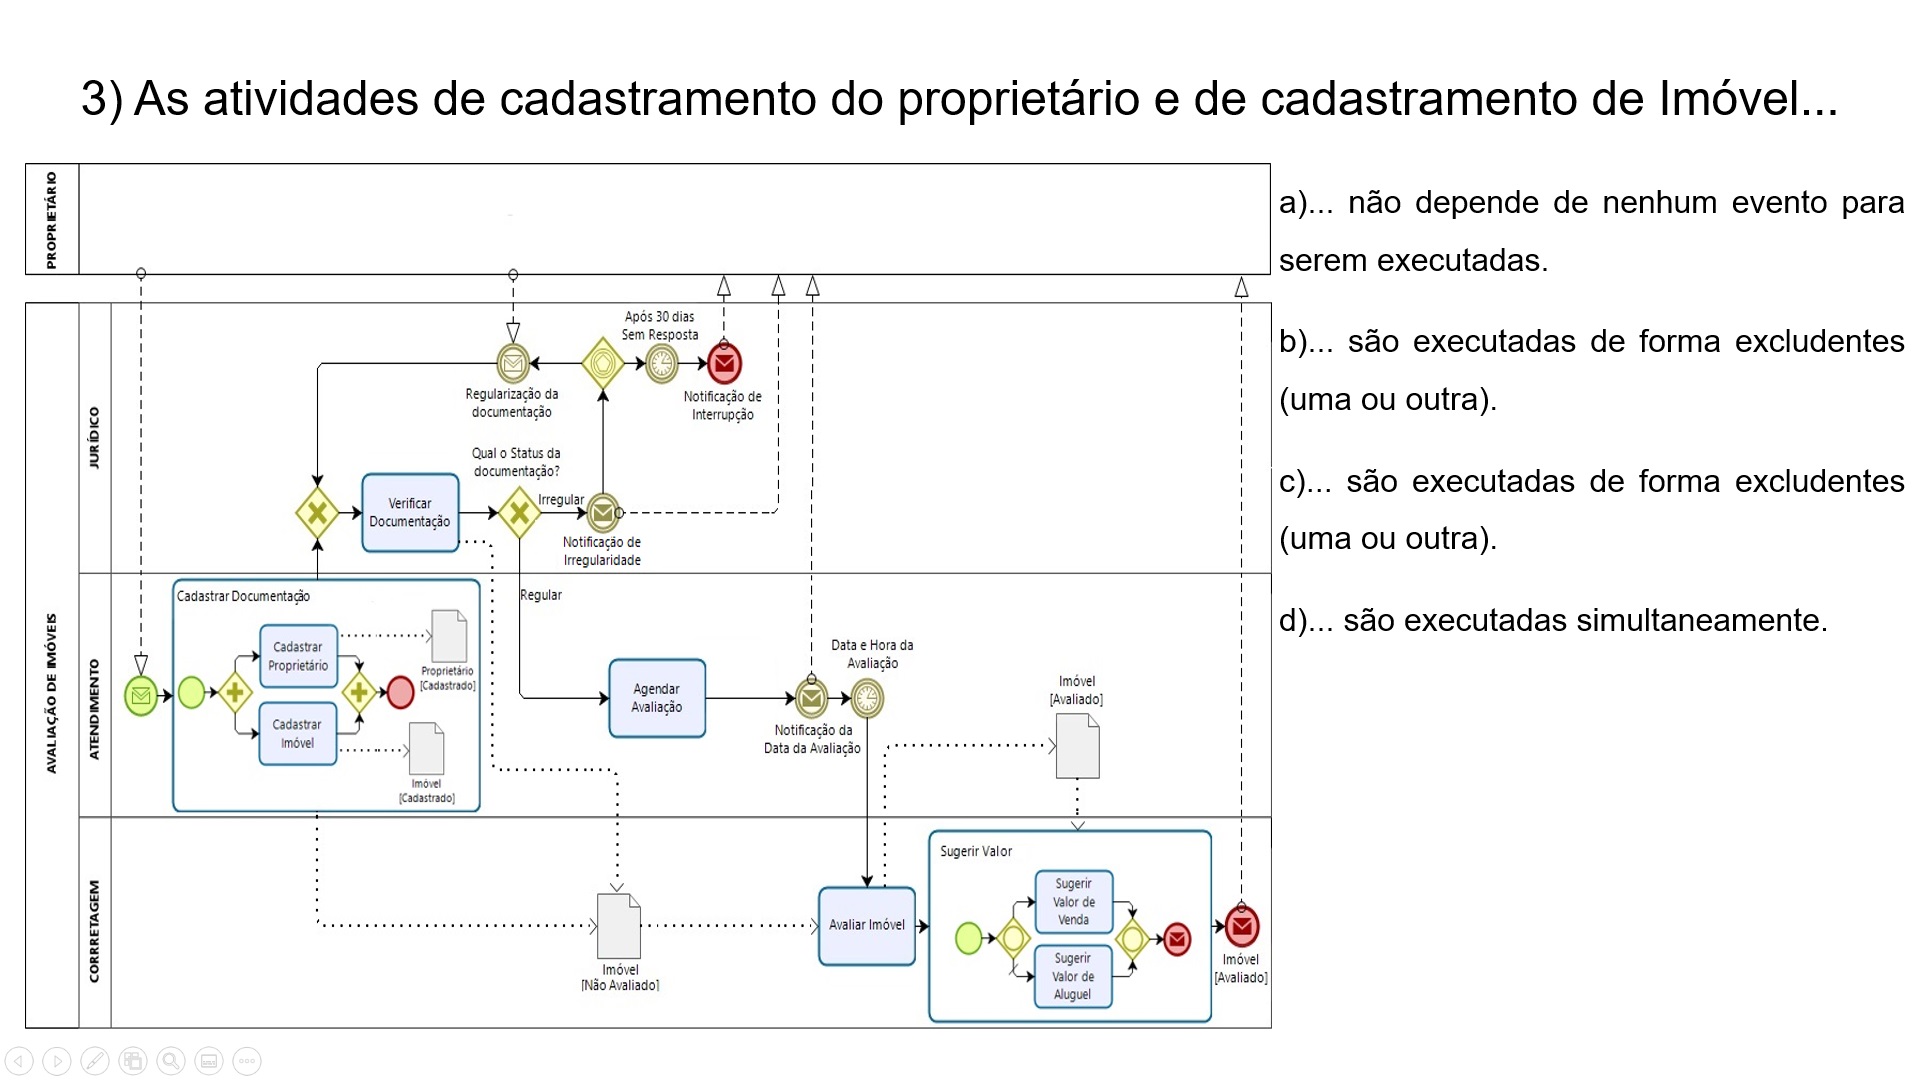 3) As atividades de cadastramento do proprietário e de cadastramento de Imóvel...
PROPRIETÁRIO
a)... não depende de nenhum evento para
serem executadas.
b)... são executadas de forma excludentes
(uma ou outra).
c)... são executadas de forma excludentes
(uma ou outra).
d)... são executadas simultaneamente.
AVALIAÇÃO DE IMÓVEIS
JURÍDICO
Após 30 dias
Sem Resposta
Regularização da
documentação
Notificação de
Interrupção
Qual o Status da
documentação?
Verificar
Documentação
Irregular
Notificação de
Irregularidade
Regular
ATENDIMENTO
Cadastrar Documentação
Cadastrar
Proprietário
Proprietário
[Cadastrado]
Cadastrar
Imóvel
Imóvel
[Cadastrado]
Agendar
Avaliação
Data e Hora da
Avaliação
Notificação da
Data da Avaliação
Imóvel
[Avaliado]
CORRETAGEM
Imóvel
[Não Avaliado]
Avaliar Imóvel
Sugerir Valor
Sugerir
Valor de
Venda
Sugerir
Valor de
Aluguel
Imóvel
[Avaliado]